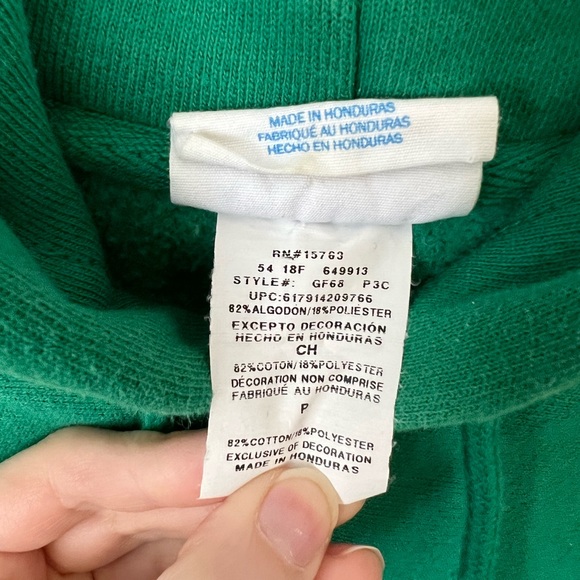 MADE IN HONDURAS
FABRIQUÉ AU HONDURAS
HECHO EN HONDURAS
RN#15763
54 18F 649913
STYLE#: GF68 P3C
UPC:617914209766
82%ALGODON/18%POLIESTER
EXCEPTO DECORACIÓN
HECHO EN HONDURAS
CH
82%COTON/18%POLYESTER
DÉCORATION NON COMPRISE
FABRIQUÉ AU HONDURAS
P
82%COTTON/18%POLYESTER
EXCLUSIVE OF DECORATION
MADE IN HONDURAS